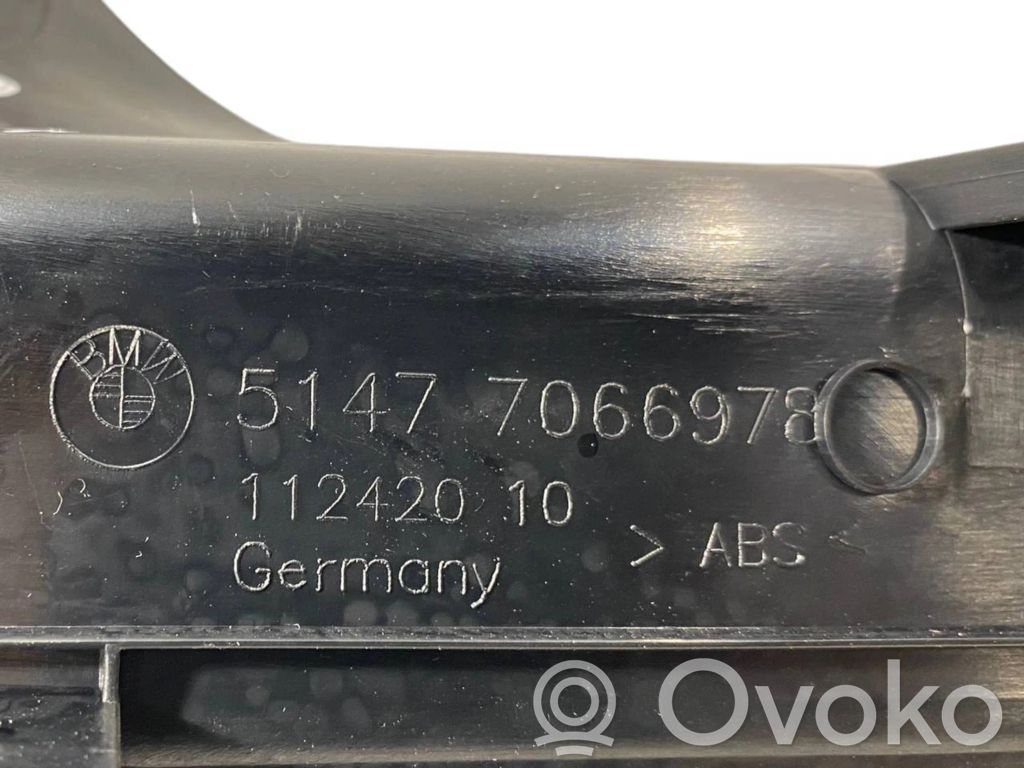 BMW
5147 7066978
112420 10
Germany
> ABS <
Ovoko